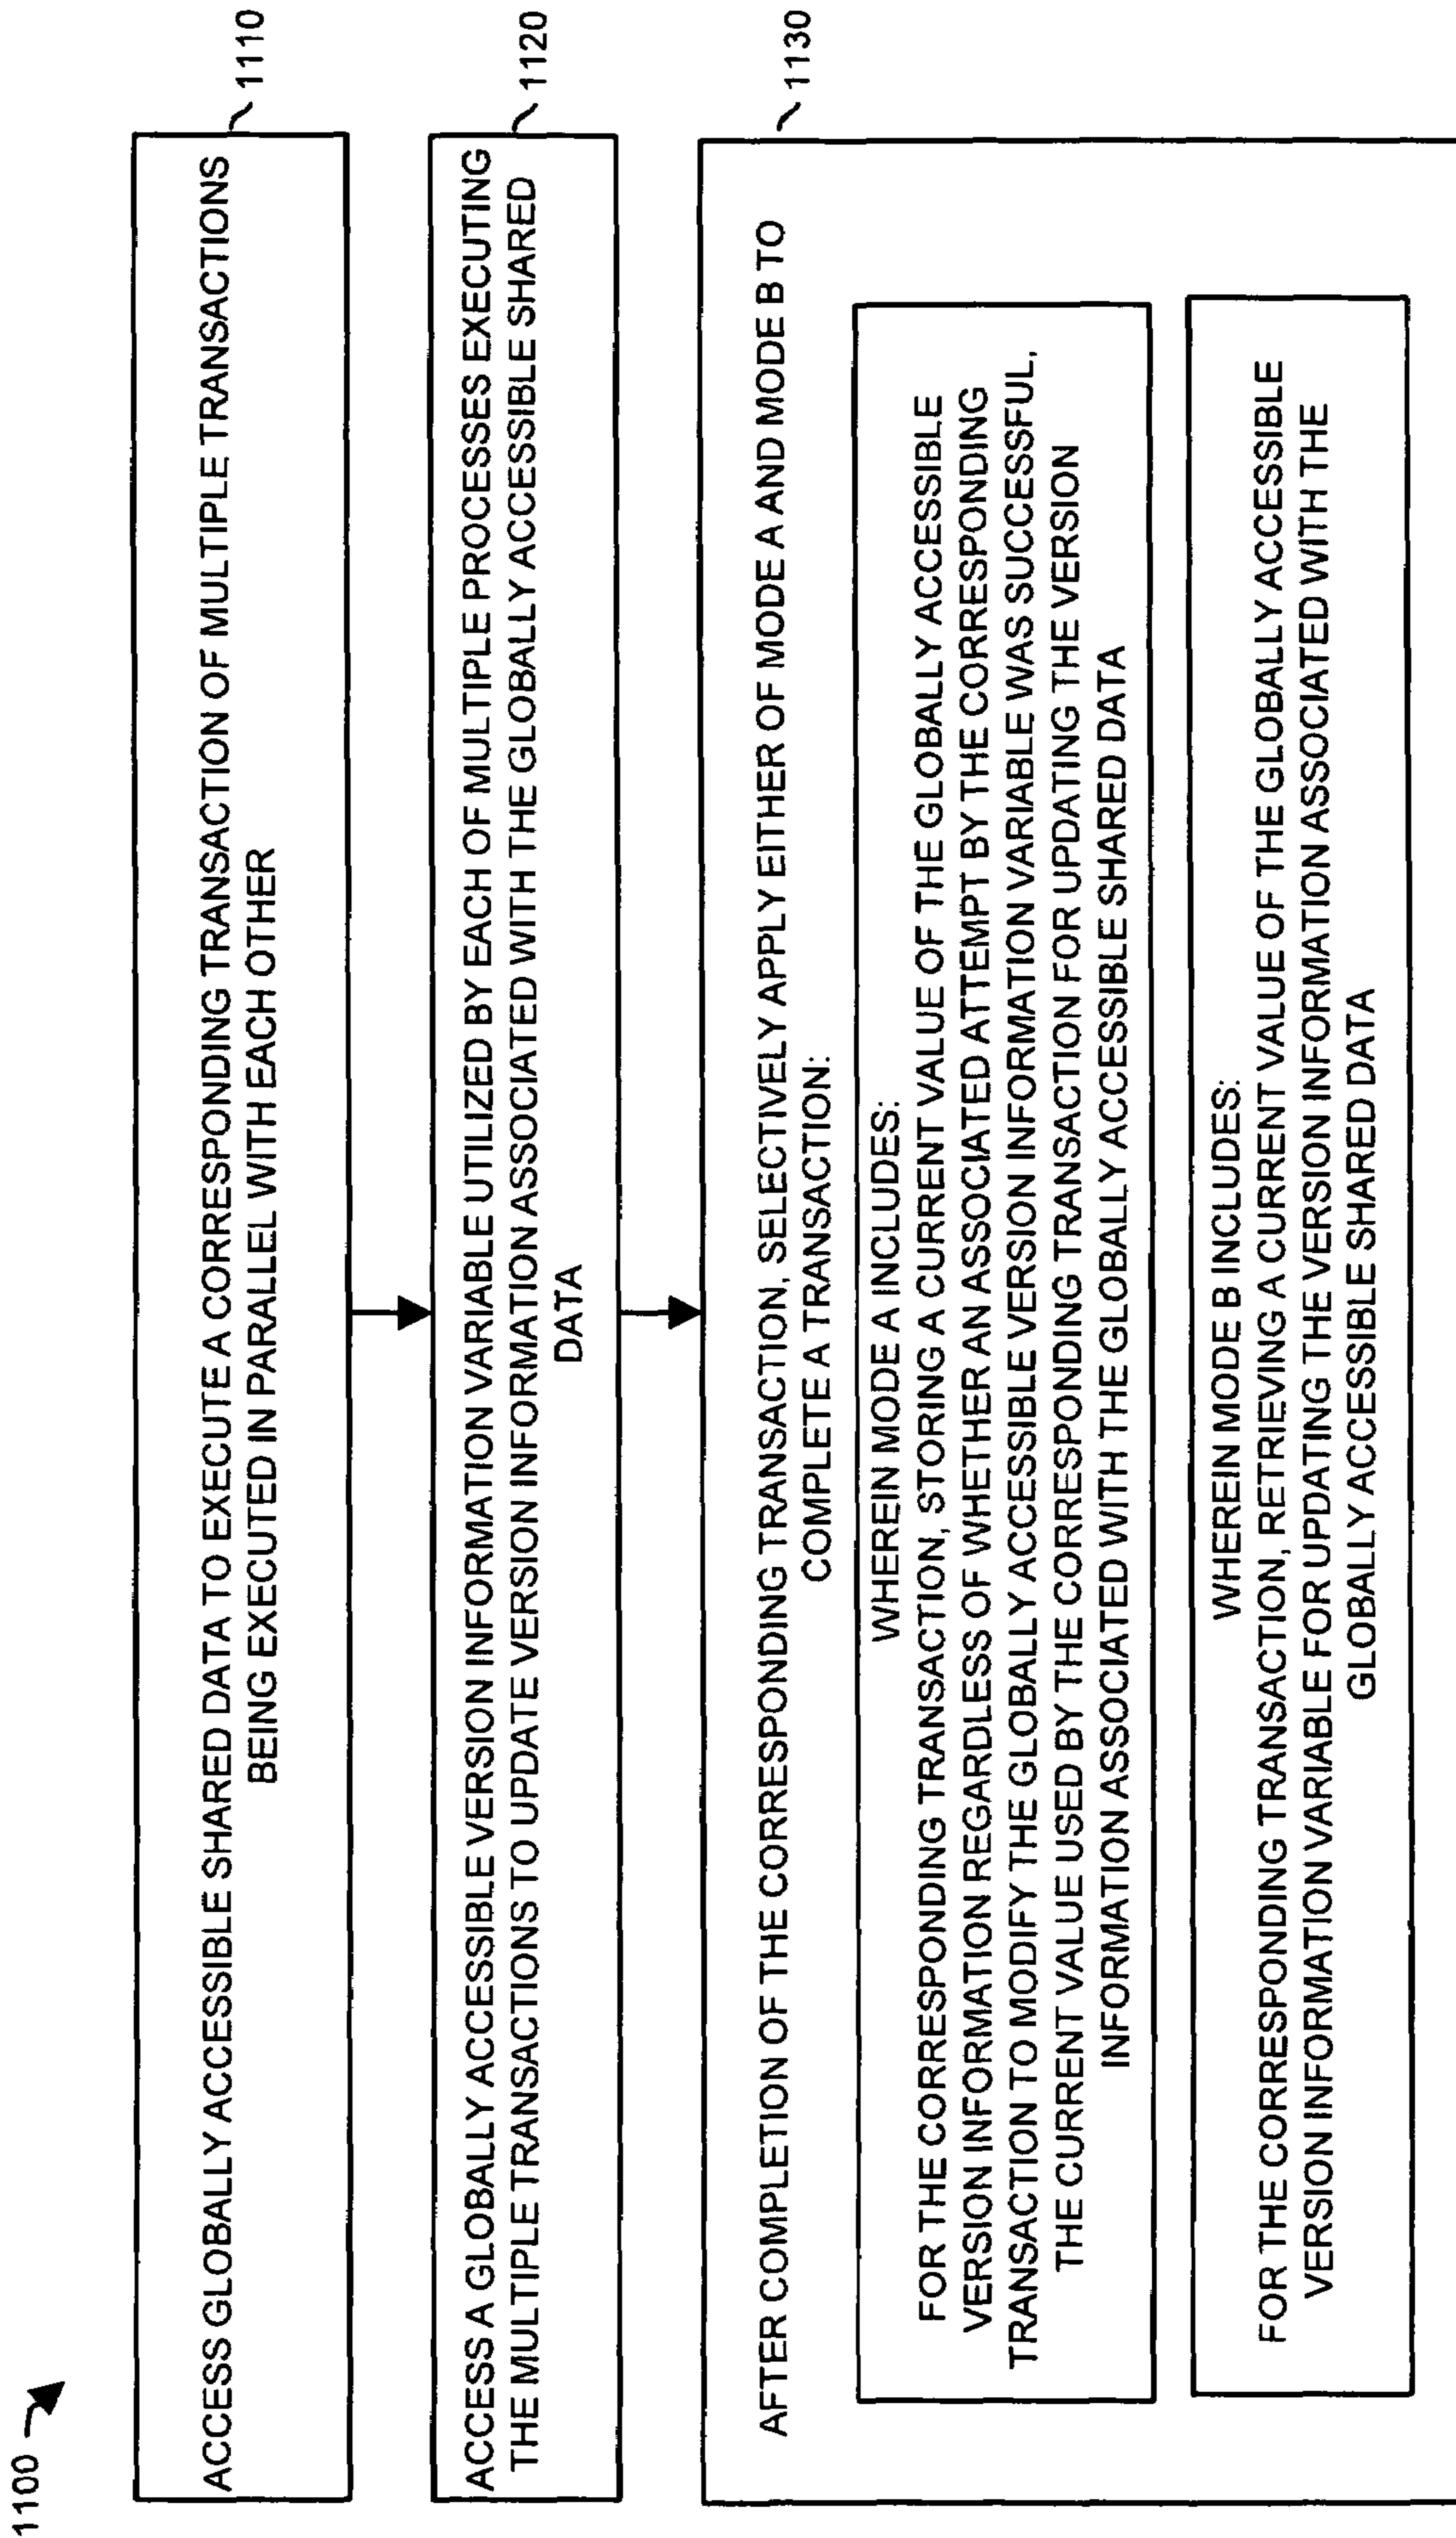 1100
ACCESS GLOBALLY ACCESSIBLE SHARED DATA TO EXECUTE A CORRESPONDING TRANSACTION OF MULTIPLE TRANSACTIONS
BEING EXECUTED IN PARALLEL WITH EACH OTHER
1110
ACCESS A GLOBALLY ACCESSIBLE VERSION INFORMATION VARIABLE UTILIZED BY EACH OF MULTIPLE PROCESSES EXECUTING
THE MULTIPLE TRANSACTIONS TO UPDATE VERSION INFORMATION ASSOCIATED WITH THE GLOBALLY ACCESSIBLE SHARED
DATA
1120
AFTER COMPLETION OF THE CORRESPONDING TRANSACTION, SELECTIVELY APPLY EITHER OF MODE A AND MODE B TO
COMPLETE A TRANSACTION:
1130
WHEREIN MODE A INCLUDES:
FOR THE CORRESPONDING TRANSACTION, STORING A CURRENT VALUE OF THE GLOBALLY ACCESSIBLE
VERSION INFORMATION REGARDLESS OF WHETHER AN ASSOCIATED ATTEMPT BY THE CORRESPONDING
TRANSACTION TO MODIFY THE GLOBALLY ACCESSIBLE VERSION INFORMATION VARIABLE WAS SUCCESSFUL,
THE CURRENT VALUE USED BY THE CORRESPONDING TRANSACTION FOR UPDATING THE VERSION
INFORMATION ASSOCIATED WITH THE GLOBALLY ACCESSIBLE SHARED DATA
WHEREIN MODE B INCLUDES:
FOR THE CORRESPONDING TRANSACTION, RETRIEVING A CURRENT VALUE OF THE GLOBALLY ACCESSIBLE
VERSION INFORMATION VARIABLE FOR UPDATING THE VERSION INFORMATION ASSOCIATED WITH THE
GLOBALLY ACCESSIBLE SHARED DATA